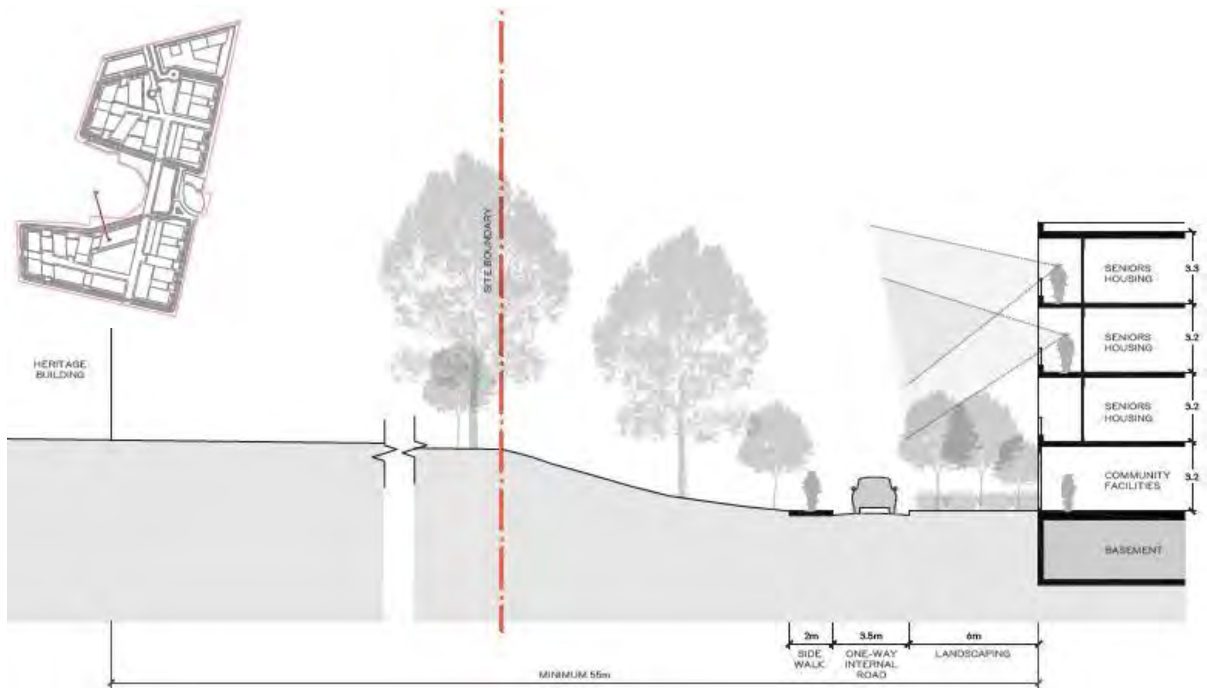 SITE BOUNDARY
HERITAGE
BUILDING
SENIORS
HOUSING
3.3
SENIORS
HOUSING
3.2
SENIORS
HOUSING
3.2
COMMUNITY
FACILITIES
3.2
BASEMENT
2m
3.5m
6m
SIDE
WALK
ONE-WAY
INTERNAL
ROAD
LANDSCAPING
MINIMUM 55m